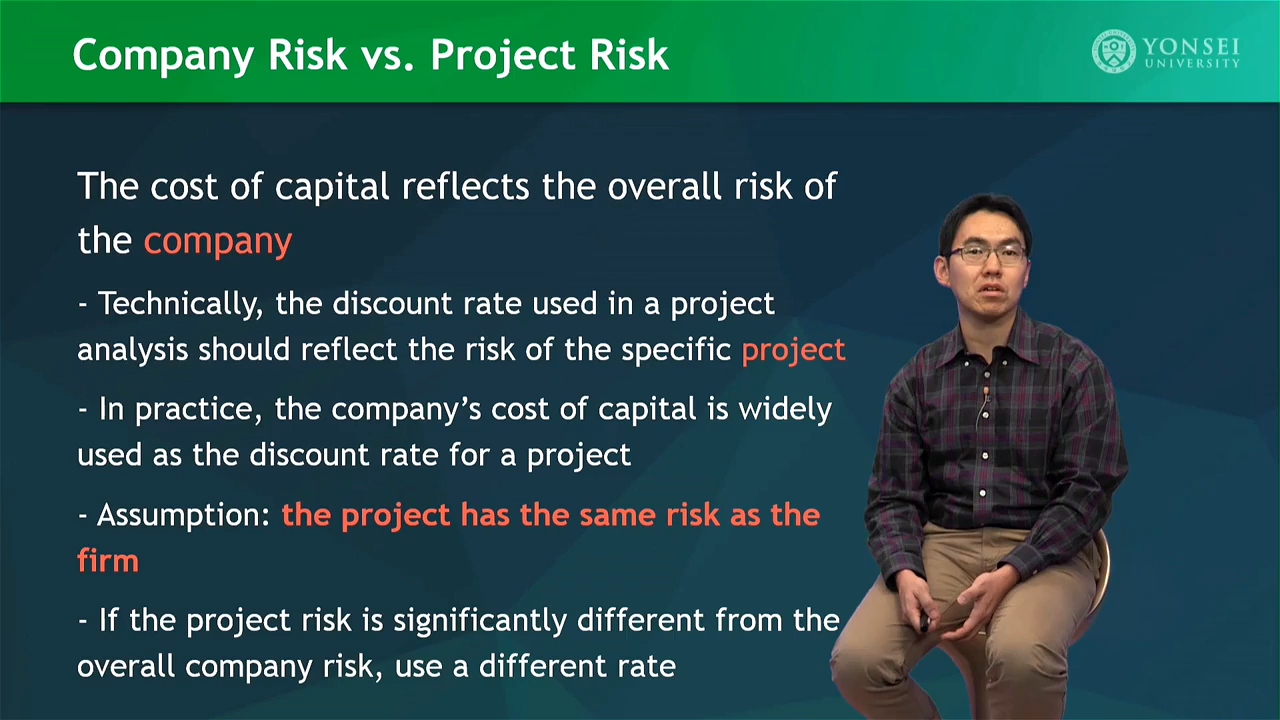 Company Risk vs. Project Risk
YONSEI
UNIVERSITY
The cost of capital reflects the overall risk of
the company
- Technically, the discount rate used in a project
analysis should reflect the risk of the specific project
- In practice, the company’s cost of capital is widely
used as the discount rate for a project
- Assumption: the project has the same risk as the
firm
- If the project risk is significantly different from the
overall company risk, use a different rate